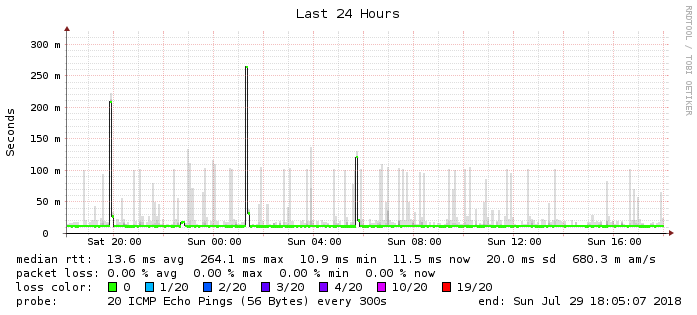 Last 24 Hours
RRDTOOL / TOBI OETIKER
Seconds
300 m
250 m
200 m
150 m
100 m
50 m
0
Sat 20:00 Sun 00:00 Sun 04:00 Sun 08:00 Sun 12:00 Sun 16:00
median rtt: 13.6 ms avg 264.1 ms max 10.9 ms min 11.5 ms now 20.0 ms sd 680.3 m am/s
packet loss: 0.00 % avg 0.00 % max 0.00 % min 0.00 % now
loss color: 0 1/20 2/20 3/20 4/20 10/20 19/20
probe: 20 ICMP Echo Pings (56 Bytes) every 300s end: Sun Jul 29 18:05:07 2018